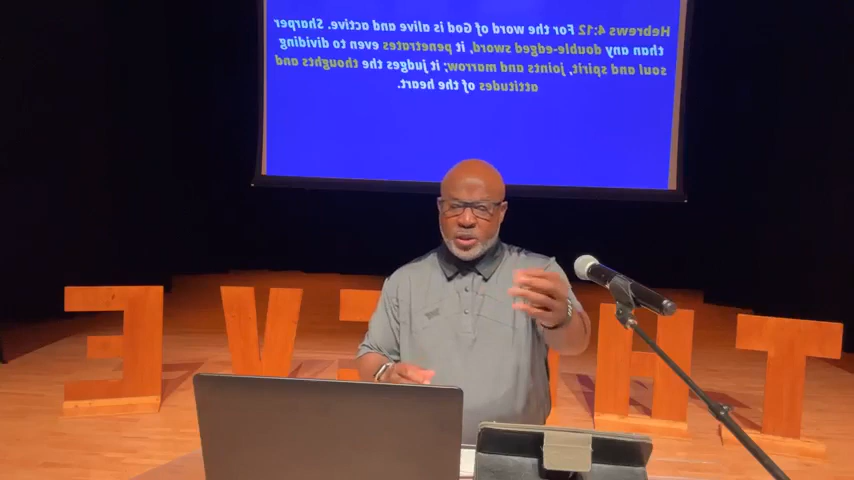 Hebrews 4:12 For the word of God is alive and active. Sharper
than any double-edged sword, it penetrates even to dividing
soul and spirit, joints and marrow; it judges the thoughts and
attitudes of the heart.
THE EVE